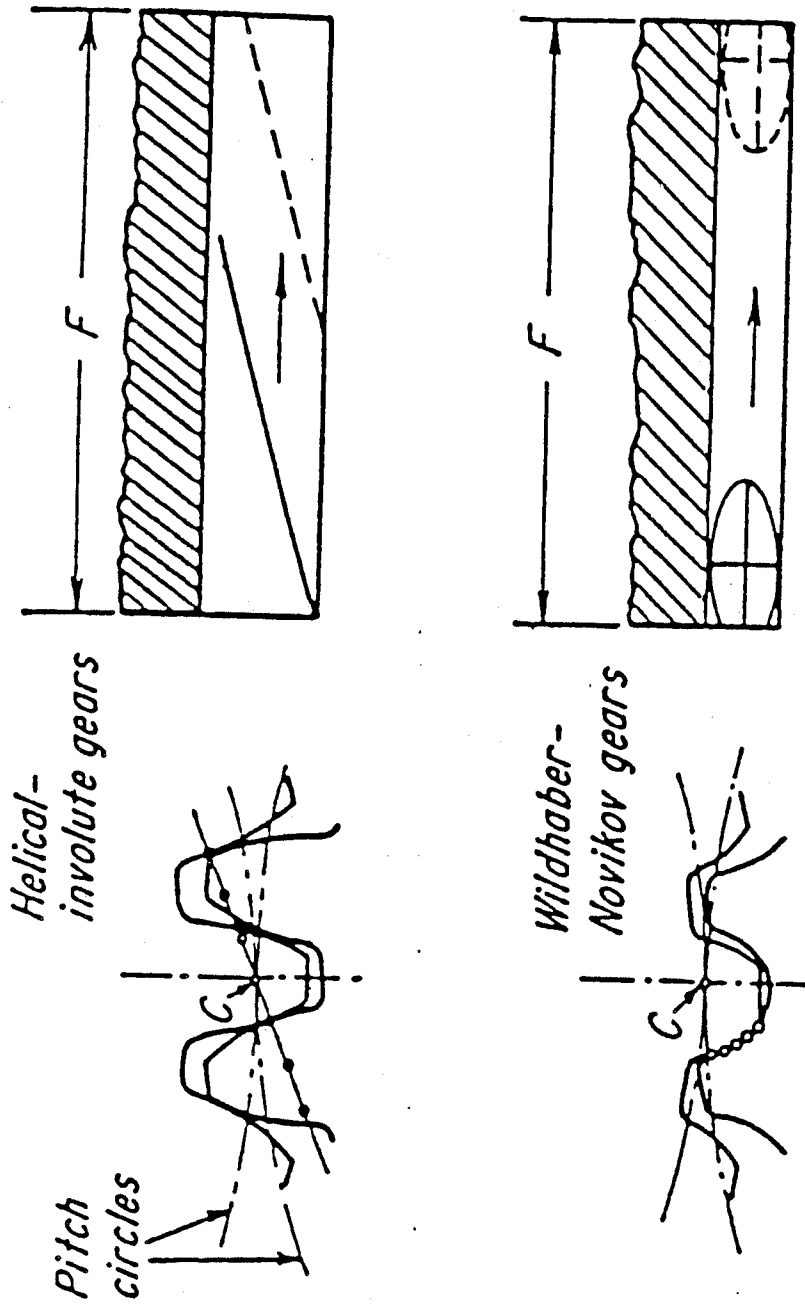 Pitch
circles
Helical-
involute gears
C
F
Wildhaber-
Novikov gears
C
F